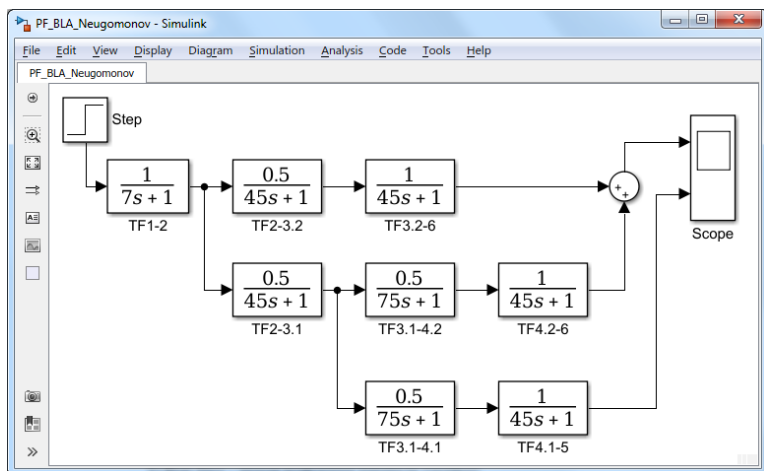 PF_BLA_Neugomonov - Simulink
File Edit View Display Diagram Simulation Analysis Code Tools Help
PF_BLA_Neugomonov
Step
1
7s + 1
TF1-2
0.5
45s + 1
TF2-3.2
1
45s + 1
TF3.2-6
+
+
Scope
0.5
45s + 1
TF2-3.1
0.5
75s + 1
TF3.1-4.2
1
45s + 1
TF4.2-6
0.5
75s + 1
TF3.1-4.1
1
45s + 1
TF4.1-5